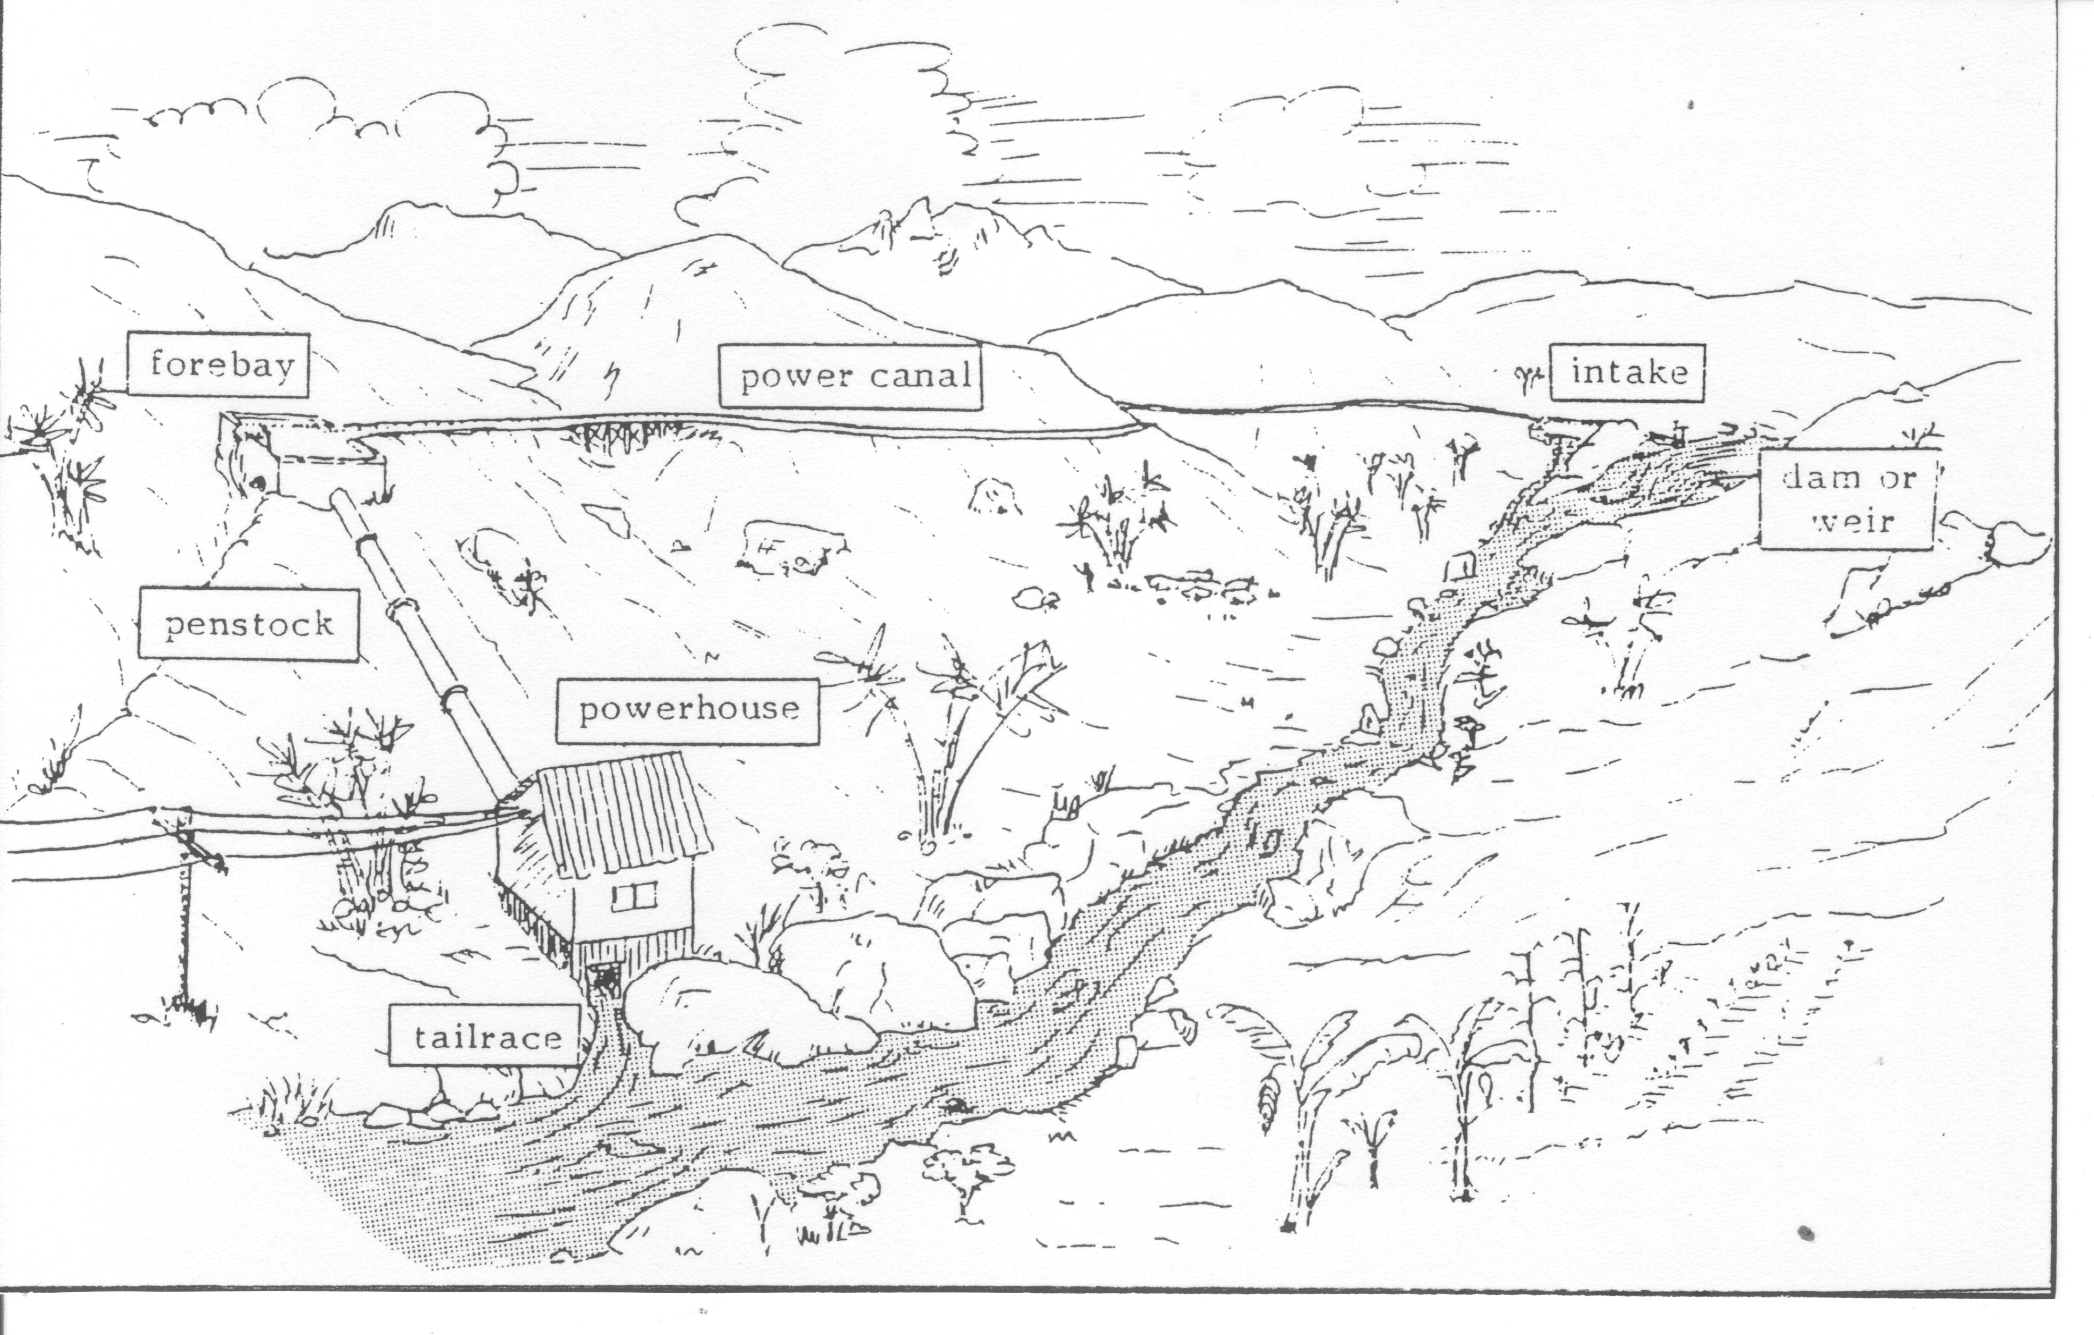 forebay
power canal
intake
dam or
weir
penstock
powerhouse
tailrace